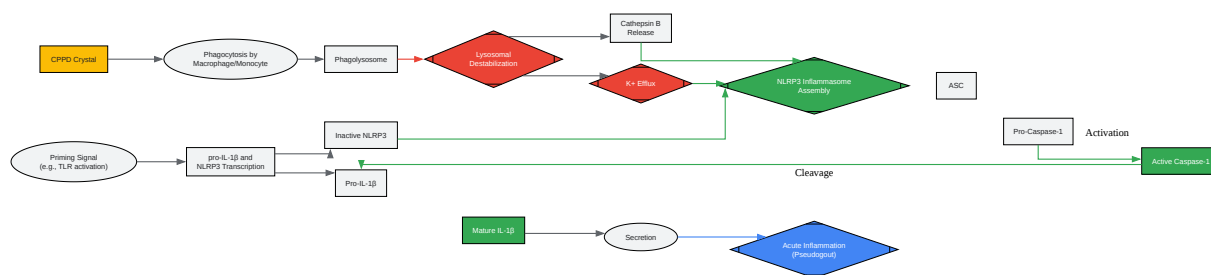 CPPD Crystal
Phagocytosis by
Macrophage/Monocyte
Phagolysosome
Lysosomal
Destabilization
Cathepsin B
Release
K+ Efflux
NLRP3 Inflammasome
Assembly
ASC
Priming Signal
(e.g., TLR activation)
pro-IL-1β and
NLRP3 Transcription
Inactive NLRP3
Pro-IL-1β
Pro-Caspase-1
Activation
Active Caspase-1
Cleavage
Mature IL-1β
Secretion
Acute Inflammation
(Pseudogout)